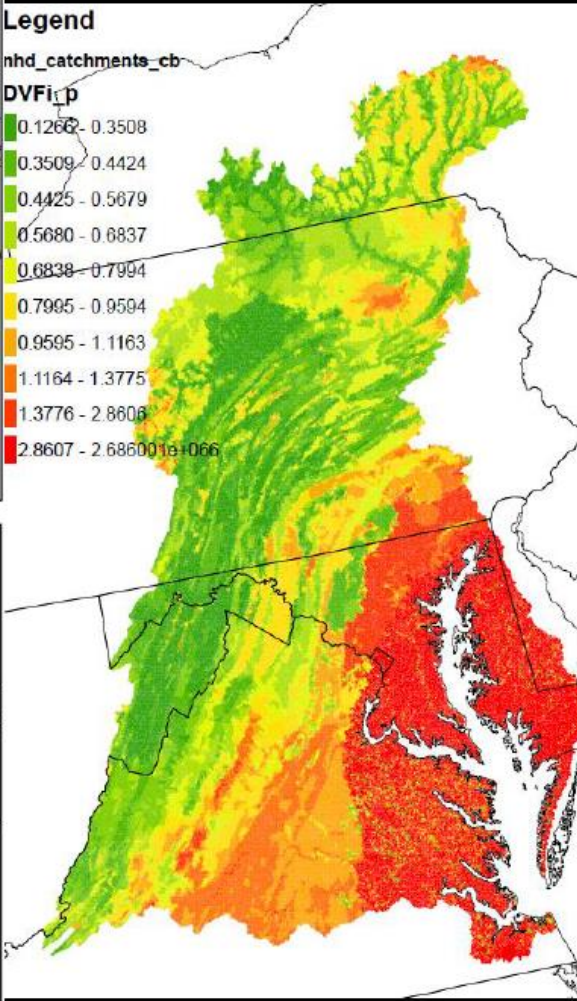 Legend
nhd_catchments_cb
DVFi_p
0.1266 - 0.3508
0.3509 - 0.4424
0.4425 - 0.5679
0.5680 - 0.6837
0.6838 - 0.7994
0.7995 - 0.9594
0.9595 - 1.1163
1.1164 - 1.3775
1.3776 - 2.8606
2.8607 - 2.686001e+066